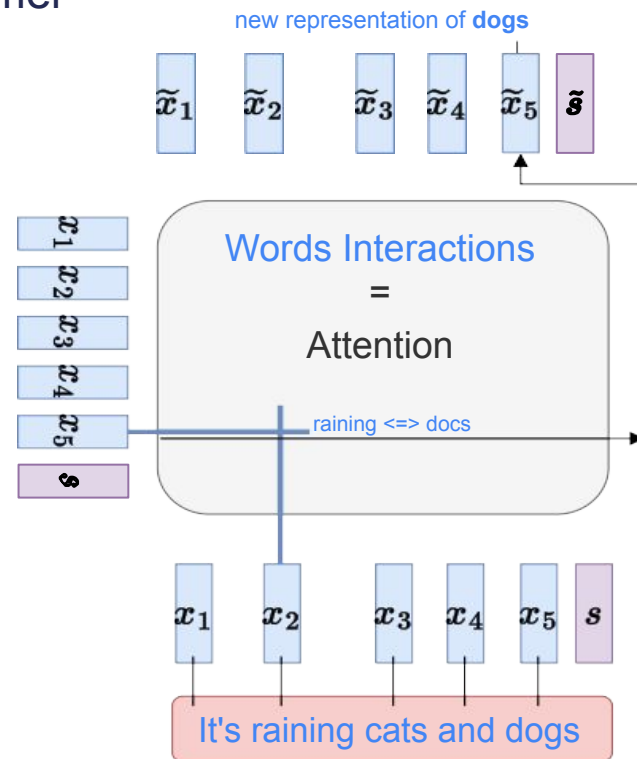 new representation of dogs
x̃1 x̃2 x̃3 x̃4 x̃5 s̃
x1
x2
x3
x4
x5
s
Words Interactions
=
Attention
raining <=> docs
x1 x2 x3 x4 x5 s
It's raining cats and dogs